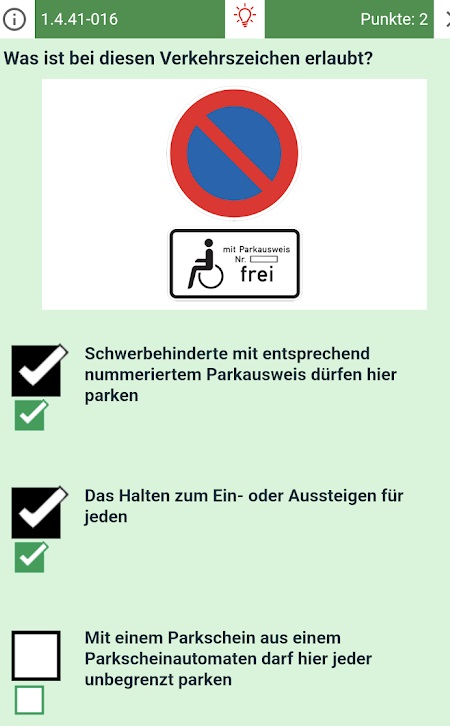 1.4.41-016
Punkte: 2
Was ist bei diesen Verkehrszeichen erlaubt?
mit Parkausweis
Nr.
frei
Schwerbehinderte mit entsprechend
nummeriertem Parkausweis dürfen hier
parken
Das Halten zum Ein- oder Aussteigen für
jeden
Mit einem Parkschein aus einem
Parkscheinautomaten darf hier jeder
unbegrenzt parken